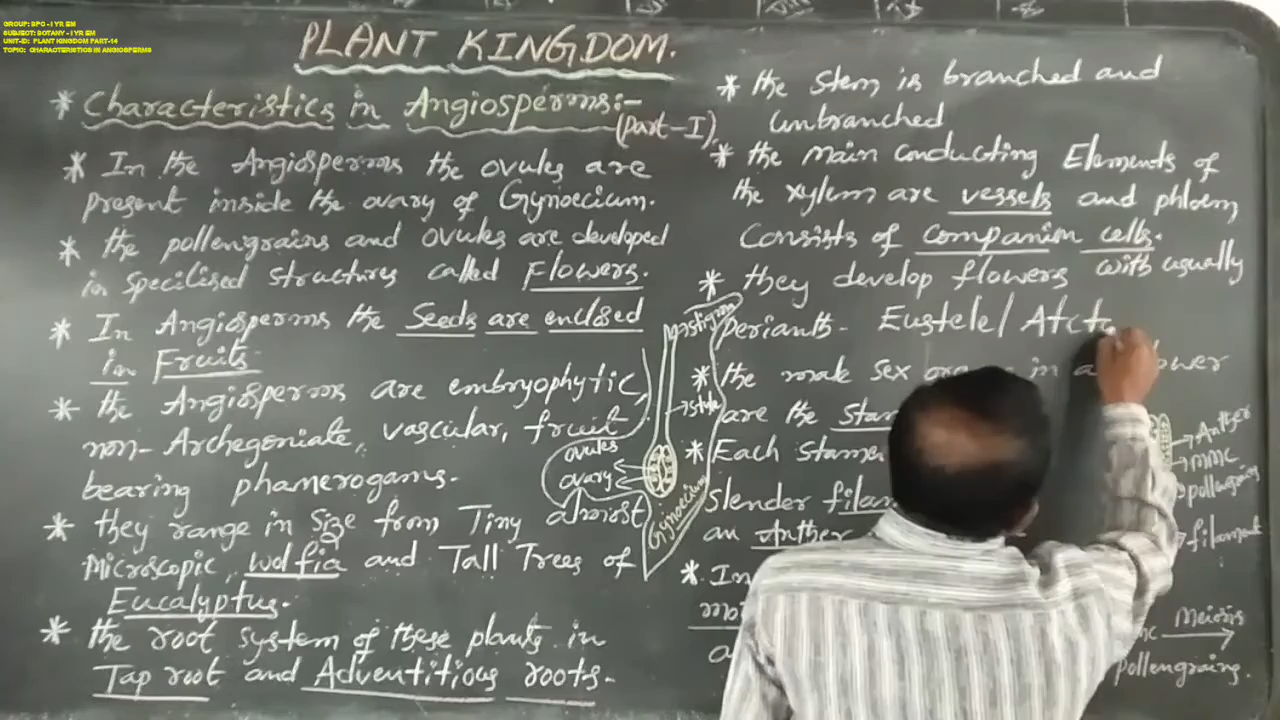 GROUP: BPC - I YR EM
SUBJECT: BOTANY - I YR EM
UNIT-ID: PLANT KINGDOM PART-14
TOPIC: CHARACTERISTICS IN ANGIOSPERMS
PLANT KINGDOM.
* Characteristics in Angiosperms:-
(Part-I).
* In the Angiosperms the ovules are
present inside the ovary of Gynoecium.
* the pollengrains and ovules are developed
in specilised structures called Flowers.
* In Angiosperms the Seeds are enclosed
in Fruits.
* the Angiosperms are embryophytic,
non-Archegoniate, vascular, fruit
bearing phamerogams.
* they range in Size from Tiny almost
Microscopic, Wolfia and Tall Trees of
Eucalyptus.
* the root system of these plants in
Tap root and Adventitious roots.
stigma
style
ovules
ovary
Gynoecium
* the stem is branched and
unbranched
* the main conducting Elements of
the xylem are vessels and phloem
Consists of companion cells.
* they develop flowers with usually
perianth. Eustele/Atct
* the male sex in a
are the
* Each
Slender
an Anther
* In
Anther
MMC
pollengrains
filament
Meiosis
pollengrains.